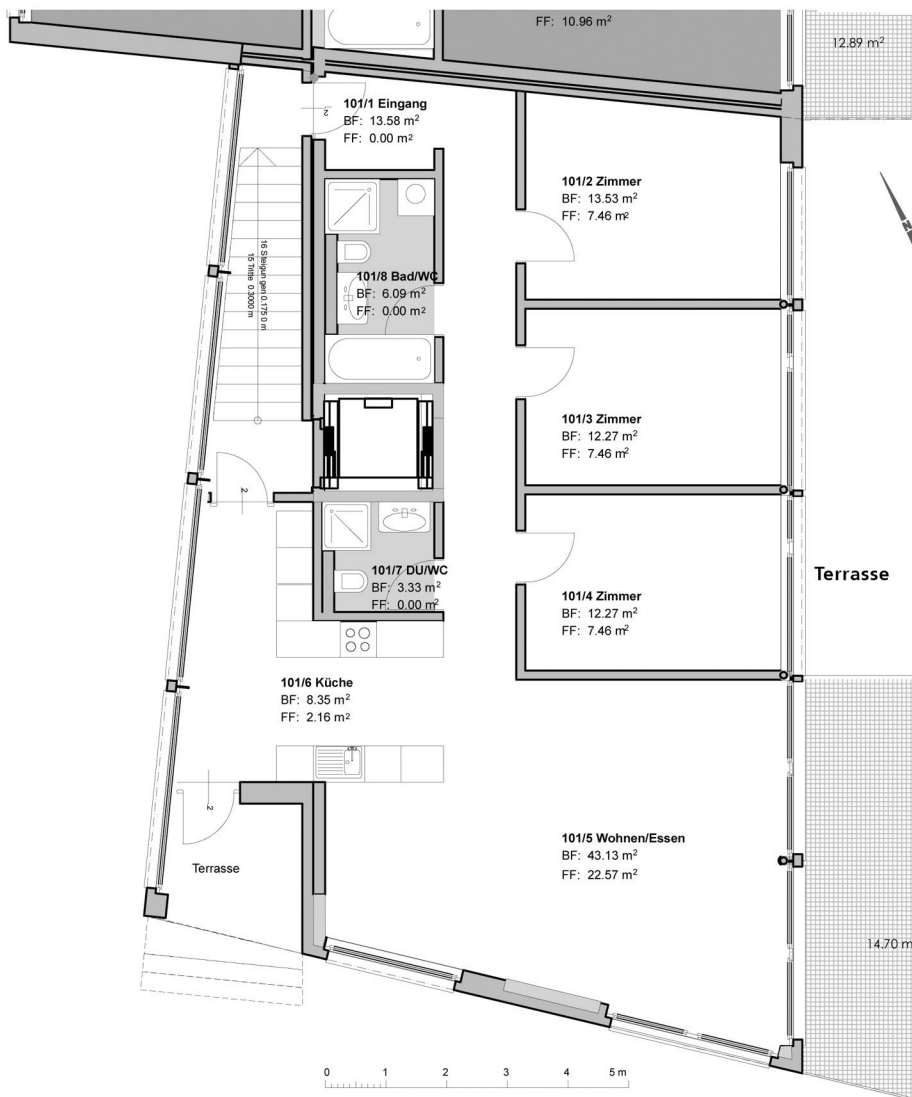 FF: 10.96 m²
12.89 m²
101/1 Eingang
BF: 13.58 m²
FF: 0.00 m²
2
101/2 Zimmer
BF: 13.53 m²
FF: 7.46 m²
N
16 Steigungen 0.1750 m
15 Tritte 0.3000 m
101/8 Bad/WC
BF: 6.09 m²
FF: 0.00 m²
101/3 Zimmer
BF: 12.27 m²
FF: 7.46 m²
2
101/7 DU/WC
BF: 3.33 m²
FF: 0.00 m²
Terrasse
101/4 Zimmer
BF: 12.27 m²
FF: 7.46 m²
101/6 Küche
BF: 8.35 m²
FF: 2.16 m²
2
Terrasse
101/5 Wohnen/Essen
BF: 43.13 m²
FF: 22.57 m²
14.70 m
0 1 2 3 4 5 m